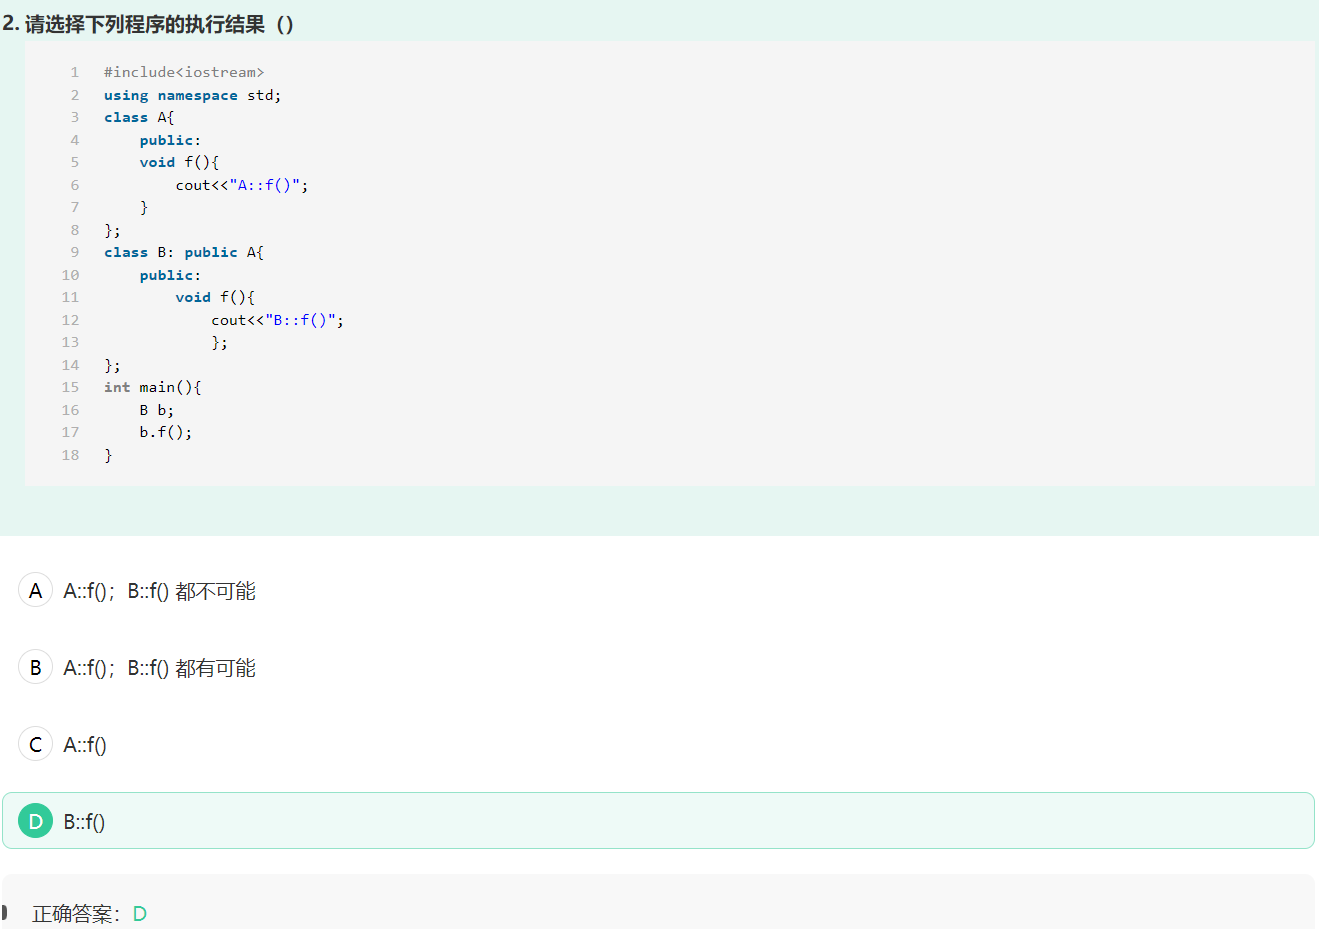 2. 请选择下列程序的执行结果（）
1 #include<iostream>
2 using namespace std;
3 class A{
4     public:
5     void f(){
6         cout<<"A::f()";
7     }
8 };
9 class B: public A{
10     public:
11         void f(){
12             cout<<"B::f()";
13             };
14 };
15 int main(){
16     B b;
17     b.f();
18 }
A A::f()；B::f() 都不可能
B A::f()；B::f() 都有可能
C A::f()
D B::f()
正确答案：D